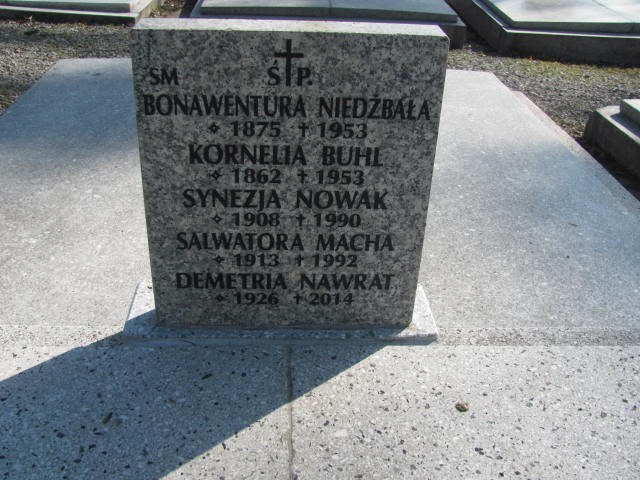 SM Ś † P.
BONAWENTURA NIEDŹBAŁA
✧ 1875 ✝ 1953
KORNELIA BUHL
✧ 1862 ✝ 1953
SYNEZJA NOWAK
✧ 1908 ✝ 1990
SALWATORA MACHA
✧ 1913 ✝ 1992
DEMETRIA NAWRAT
✧ 1926 ✝ 2014